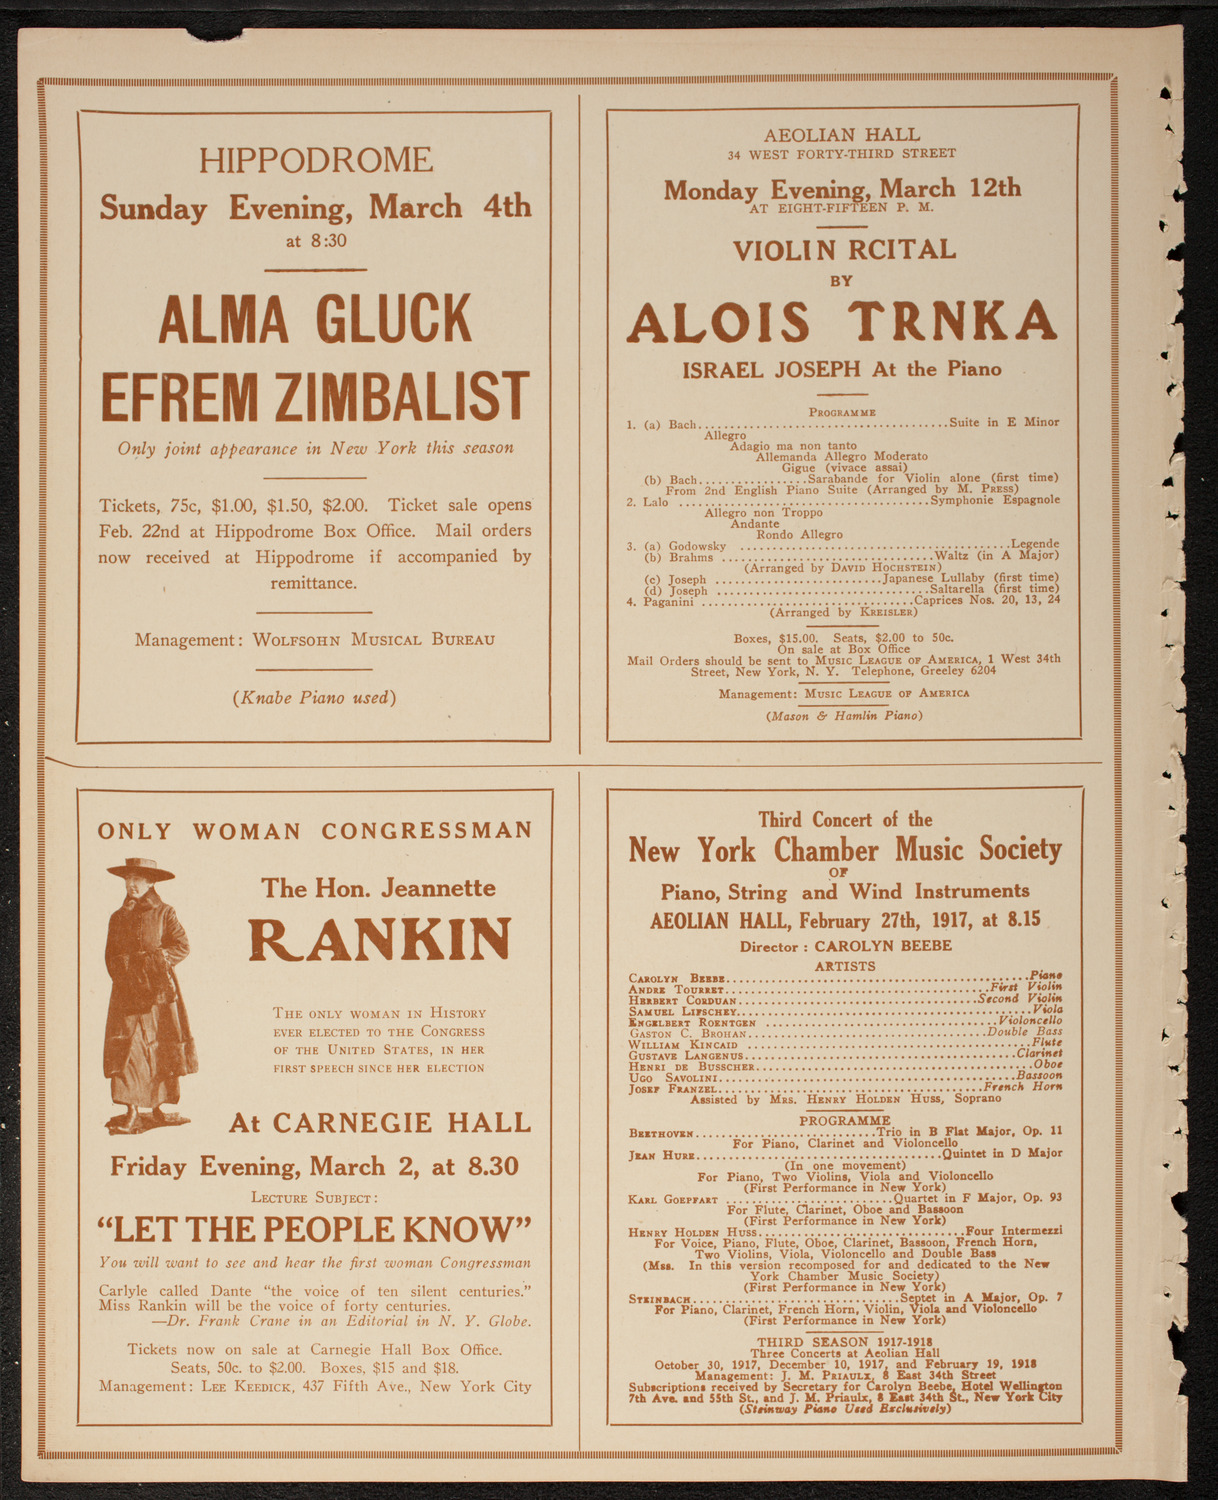 HIPPODROME
Sunday Evening, March 4th
at 8:30
ALMA GLUCK
EFREM ZIMBALIST
Only joint appearance in New York this season
Tickets, 75c, $1.00, $1.50, $2.00. Ticket sale opens
Feb. 22nd at Hippodrome Box Office. Mail orders
now received at Hippodrome if accompanied by
remittance.
Management: WOLFSOHN MUSICAL BUREAU
(Knabe Piano used)
AEOLIAN HALL
34 WEST FORTY-THIRD STREET
Monday Evening, March 12th
AT EIGHT-FIFTEEN P. M.
VIOLIN RCITAL
BY
ALOIS TRNKA
ISRAEL JOSEPH At the Piano
PROGRAMME
1. (a) Bach....................................Suite in E Minor
Allegro
Adagio ma non tanto
Allemanda Allegro Moderato
Gigue (vivace assai)
(b) Bach................Sarabande for Violin alone (first time)
From 2nd English Piano Suite (Arranged by M. PRESS)
2. Lalo ....................................Symphonie Espagnole
Allegro non Troppo
Andante
Rondo Allegro
3. (a) Godowsky .......................................Legende
(b) Brahms ...............................Waltz (in A Major)
(Arranged by DAVID HOCHSTEIN)
(c) Joseph ........................Japanese Lullaby (first time)
(d) Joseph ...............................Saltarella (first time)
4. Paganini ...............................Caprices Nos. 20, 13, 24
(Arranged by KREISLER)
Boxes, $15.00. Seats, $2.00 to 50c.
On sale at Box Office
Mail Orders should be sent to MUSIC LEAGUE OF AMERICA, 1 West 34th
Street, New York, N. Y. Telephone, Greeley 6204
Management: MUSIC LEAGUE OF AMERICA
(Mason & Hamlin Piano)
ONLY WOMAN CONGRESSMAN
The Hon. Jeannette
RANKIN
THE ONLY WOMAN IN HISTORY
EVER ELECTED TO THE CONGRESS
OF THE UNITED STATES, IN HER
FIRST SPEECH SINCE HER ELECTION
At CARNEGIE HALL
Friday Evening, March 2, at 8.30
LECTURE SUBJECT:
"LET THE PEOPLE KNOW"
You will want to see and hear the first woman Congressman
Carlyle called Dante "the voice of ten silent centuries."
Miss Rankin will be the voice of forty centuries.
—Dr. Frank Crane in an Editorial in N. Y. Globe.
Tickets now on sale at Carnegie Hall Box Office.
Seats, 50c. to $2.00. Boxes, $15 and $18.
Management: LEE KEEDICK, 437 Fifth Ave., New York City
Third Concert of the
New York Chamber Music Society
OF
Piano, String and Wind Instruments
AEOLIAN HALL, February 27th, 1917, at 8.15
Director : CAROLYN BEEBE
ARTISTS
CAROLYN BEEBE............................................Piano
ANDRE TOURRET......................................First Violin
HERBERT CORDUAN..................................Second Violin
SAMUEL LIFSCHEY...........................................Viola
ENGELBERT ROENTGEN ..................................Violoncello
GASTON C. BROHAN...................................Double Bass
WILLIAM KINCAID .........................................Flute
GUSTAVE LANGENUS.......................................Clarinet
HENRI DE BUSSCHER........................................Oboe
UGO SAVOLINI...........................................Bassoon
JOSEF FRANZEL......................................French Horn
Assisted by MRS. HENRY HOLDEN HUSS, Soprano
PROGRAMME
BEETHOVEN..........................Trio in B Flat Major, Op. 11
For Piano, Clarinet and Violoncello
JEAN HURE...................................Quintet in D Major
(In one movement)
For Piano, Two Violins, Viola and Violoncello
(First Performance in New York)
KARL GOEPFART ........................Quartet in F Major, Op. 93
For Flute, Clarinet, Oboe and Bassoon
(First Performance in New York)
HENRY HOLDEN HUSS..............................Four Intermezzi
For Voice, Piano, Flute, Oboe, Clarinet, Bassoon, French Horn,
Two Violins, Viola, Violoncello and Double Bass
(Mss. In this version recomposed for and dedicated to the New
York Chamber Music Society)
(First Performance in New York)
STEINBACH..............................Septet in A Major, Op. 7
For Piano, Clarinet, French Horn, Violin, Viola and Violoncello
(First Performance in New York)
THIRD SEASON 1917-1918
Three Concerts at Aeolian Hall
October 30, 1917, December 10, 1917, and February 19, 1918
Management: J. M. PRIAULX, 8 East 34th Street
Subscriptions received by Secretary for Carolyn Beebe, Hotel Wellington
7th Ave. and 55th St., and J. M. Priaulx, 8 East 34th St., New York City
(Steinway Piano Used Exclusively)